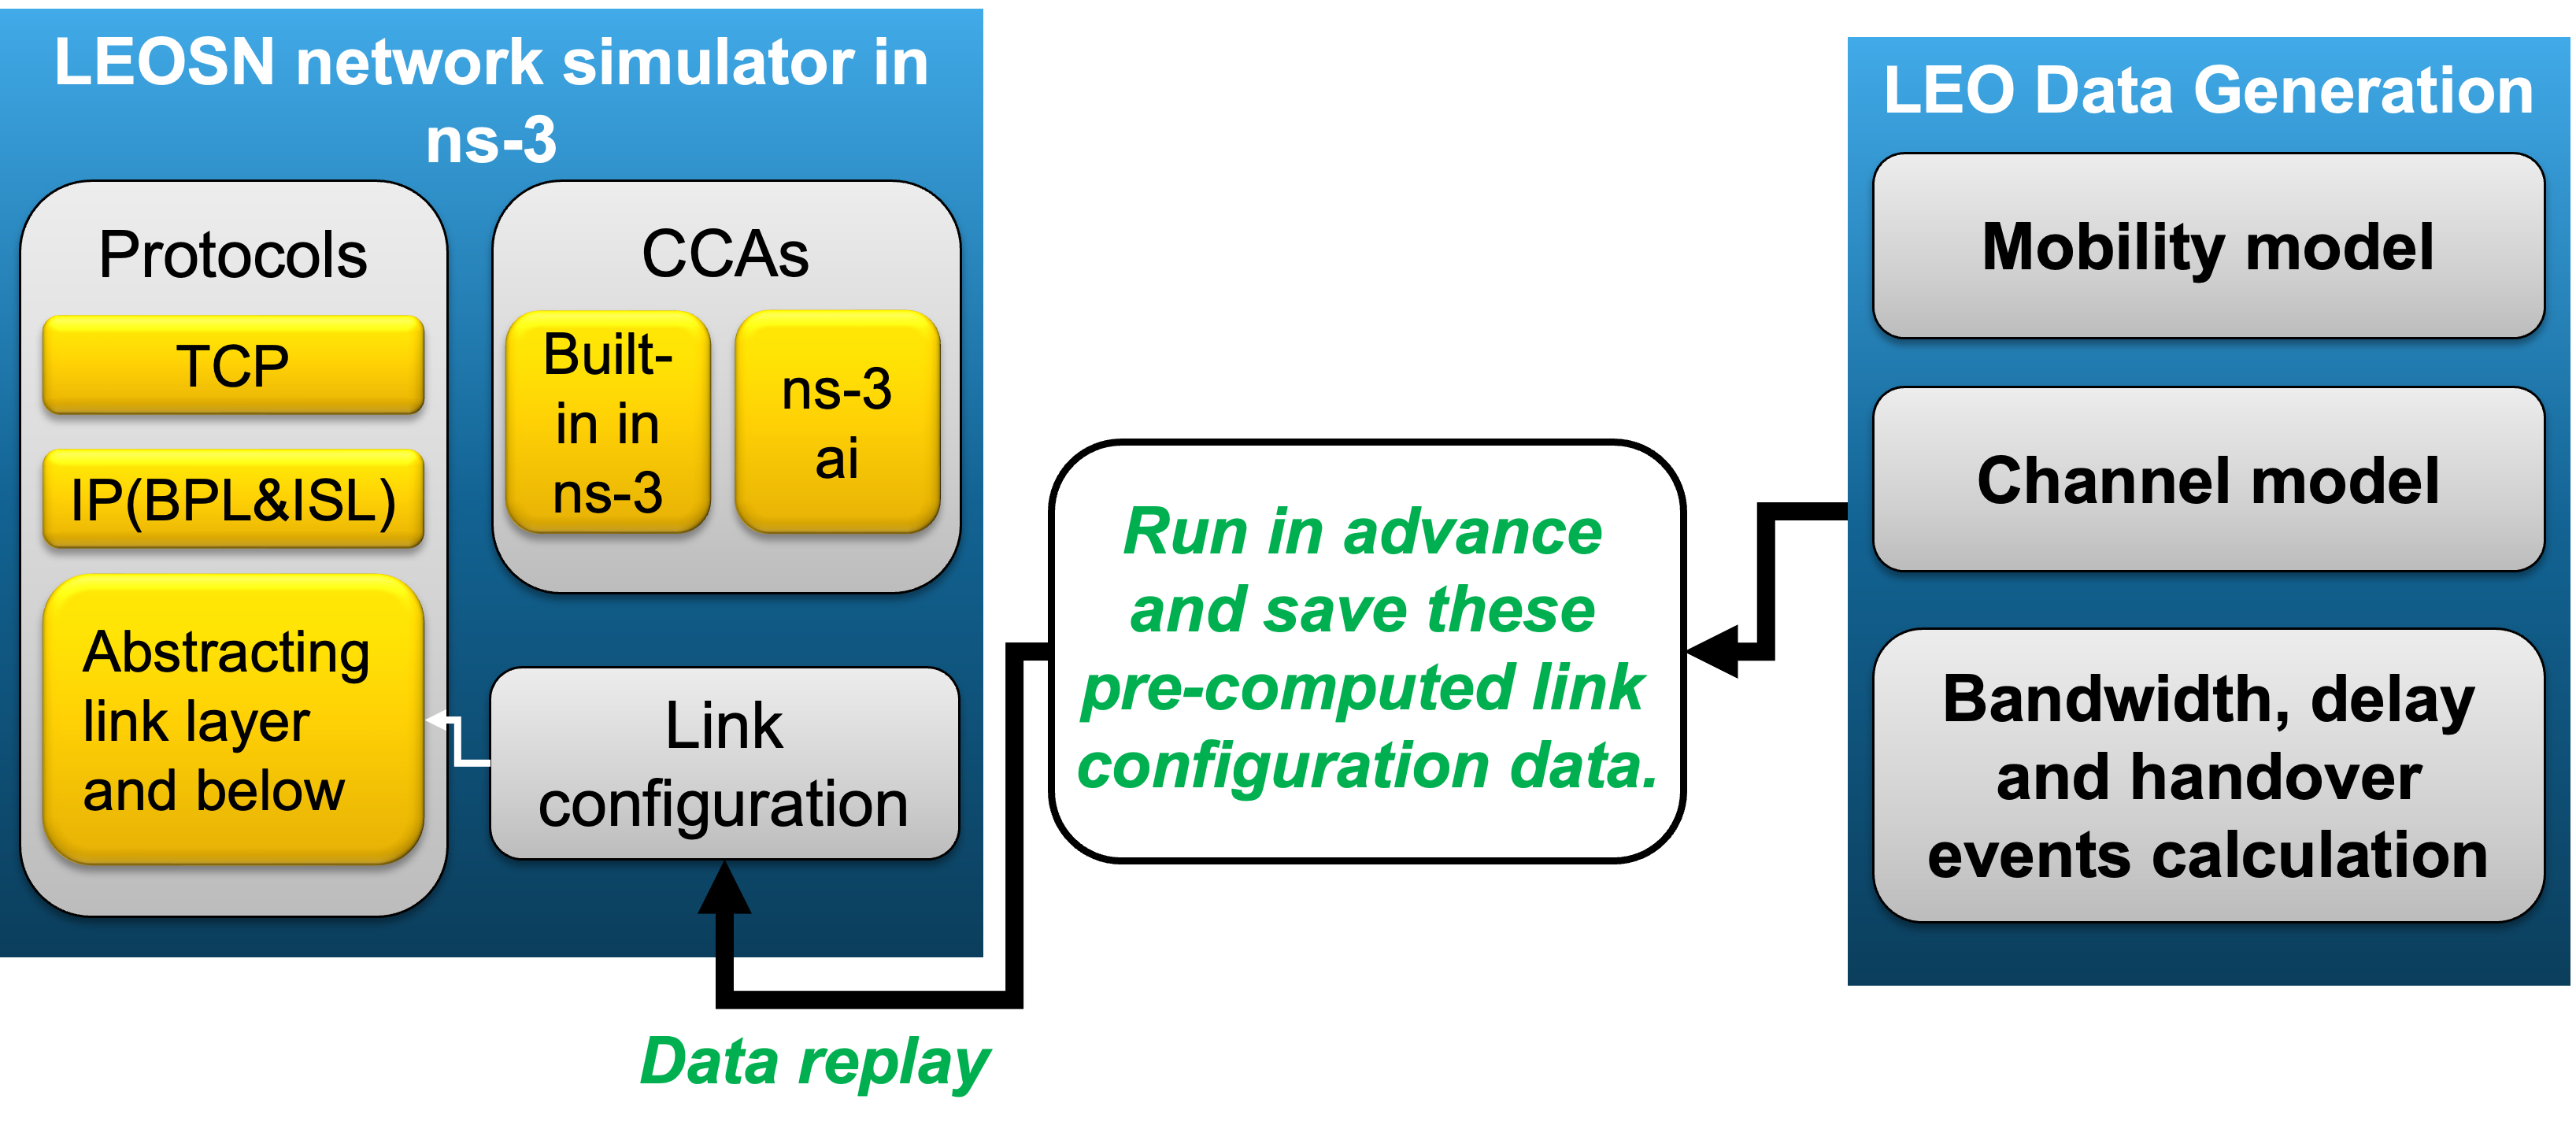 LEOSN network simulator in
ns-3
Protocols
TCP
IP(BPL&ISL)
Abstracting
link layer
and below
CCAs
Built-
in in
ns-3
ns-3
ai
Link
configuration
Data replay
Run in advance
and save these
pre-computed link
configuration data.
LEO Data Generation
Mobility model
Channel model
Bandwidth, delay
and handover
events calculation